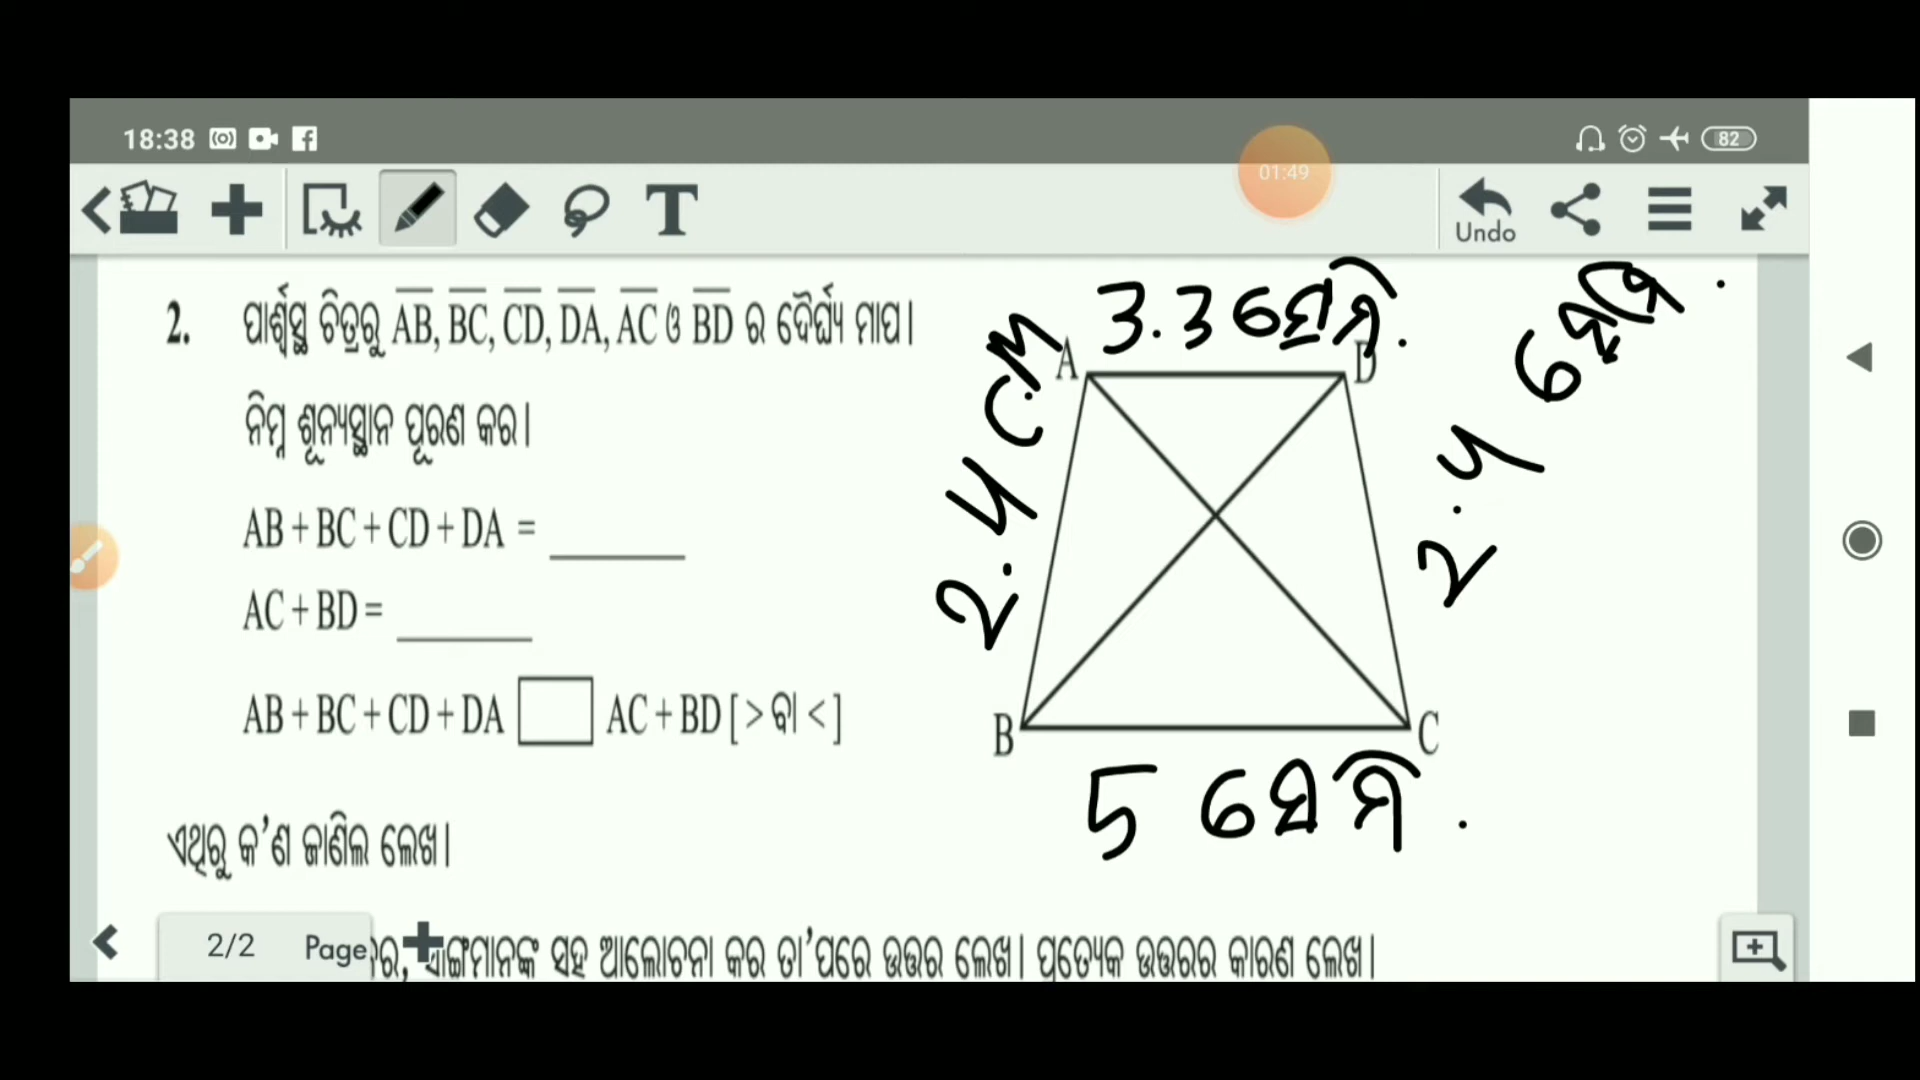 18:38
82
01:49
T
Undo
2. ପାର୍ଶ୍ୱସ୍ଥ ଚିତ୍ରରୁ AB, BC, CD, DA, AC ଓ BD ର ଦୈର୍ଘ୍ୟ ମାପ।
ନିମ୍ନ ଶୂନ୍ୟସ୍ଥାନ ପୂରଣ କର।
AB + BC + CD + DA = ______
AC + BD = ______
AB + BC + CD + DA □ AC + BD [ > ବା < ]
ଏଥିରୁ କ'ଣ ଜାଣିଲ ଲେଖ।
A
D
B
C
3.3 ସେମି.
2.4 C.M
2.4 ସେମି.
5 ସେମି.
2/2 Page
ସାଙ୍ଗମାନଙ୍କ ସହ ଆଲୋଚନା କର ତା'ପରେ ଉତ୍ତର ଲେଖ। ପ୍ରତ୍ୟେକ ଉତ୍ତରର କାରଣ ଲେଖ।